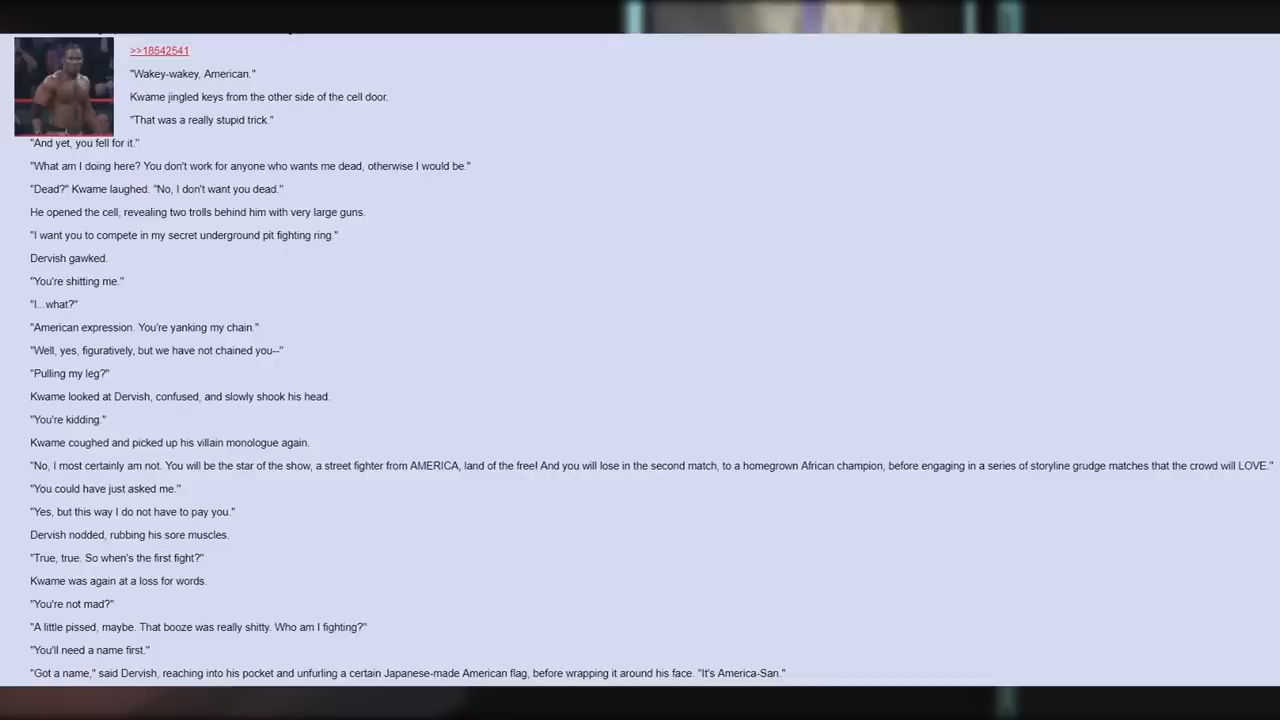 >>18542541
"Wakey-wakey, American."
Kwame jingled keys from the other side of the cell door.
"That was a really stupid trick."
"And yet, you fell for it."
"What am I doing here? You don't work for anyone who wants me dead, otherwise I would be."
"Dead?" Kwame laughed. "No, I don't want you dead."
He opened the cell, revealing two trolls behind him with very large guns.
"I want you to compete in my secret underground pit fighting ring."
Dervish gawked.
"You're shitting me."
"I...what?"
"American expression. You're yanking my chain."
"Well, yes, figuratively, but we have not chained you--"
"Pulling my leg?"
Kwame looked at Dervish, confused, and slowly shook his head.
"You're kidding."
Kwame coughed and picked up his villain monologue again.
"No, I most certainly am not. You will be the star of the show, a street fighter from AMERICA, land of the free! And you will lose in the second match, to a homegrown African champion, before engaging in a series of storyline grudge matches that the crowd will LOVE."
"You could have just asked me."
"Yes, but this way I do not have to pay you."
Dervish nodded, rubbing his sore muscles.
"True, true. So when's the first fight?"
Kwame was again at a loss for words.
"You're not mad?"
"A little pissed, maybe. That booze was really shitty. Who am I fighting?"
"You'll need a name first."
"Got a name," said Dervish, reaching into his pocket and unfurling a certain Japanese-made American flag, before wrapping it around his face. "It's America-San."